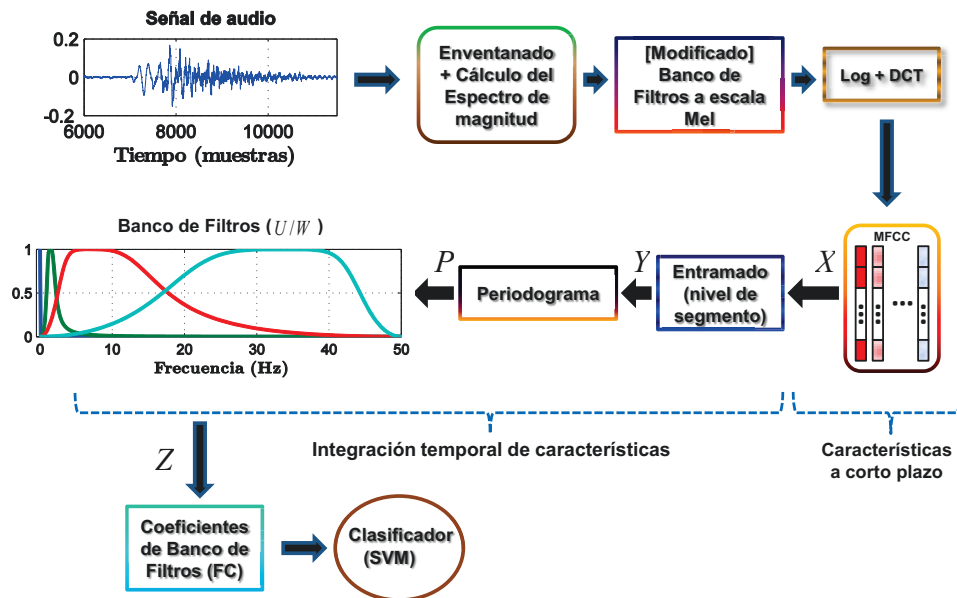 Señal de audio
0.2
0
-0.2
6000 8000 10000
Tiempo (muestras)
Enventanado
+ Cálculo del
Espectro de
magnitud
[Modificado]
Banco de
Filtros a escala
Mel
Log + DCT
MFCC
X
Entramado
(nivel de
segmento)
Y
Periodograma
P
Banco de Filtros (U/W)
1
0.5
0
0 10 20 30 40 50
Frecuencia (Hz)
Integración temporal de características
Características
a corto plazo
Z
Coeficientes
de Banco de
Filtros (FC)
Clasificador
(SVM)